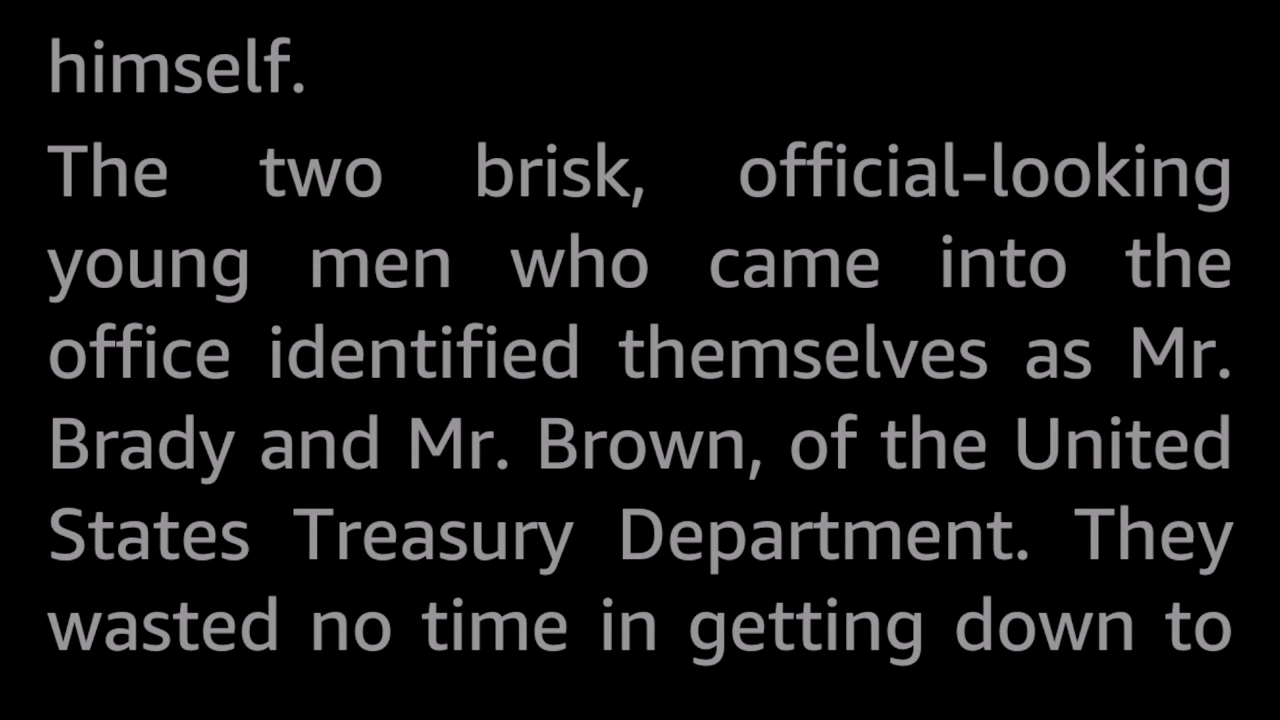 himself.
The two brisk, official-looking
young men who came into the
office identified themselves as Mr.
Brady and Mr. Brown, of the United
States Treasury Department. They
wasted no time in getting down to